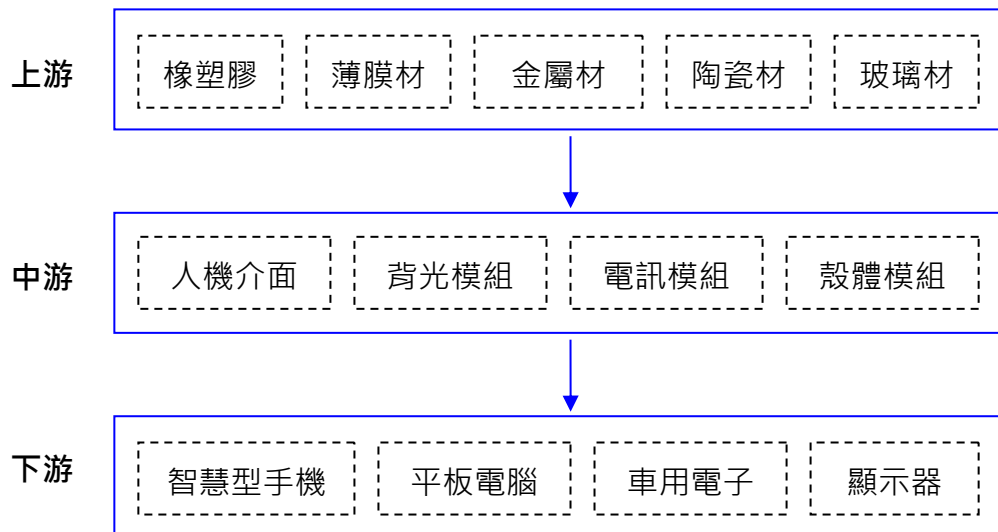 上游
橡塑膠 薄膜材 金屬材 陶瓷材 玻璃材
中游
人機介面 背光模組 電訊模組 殼體模組
下游
智慧型手機 平板電腦 車用電子 顯示器